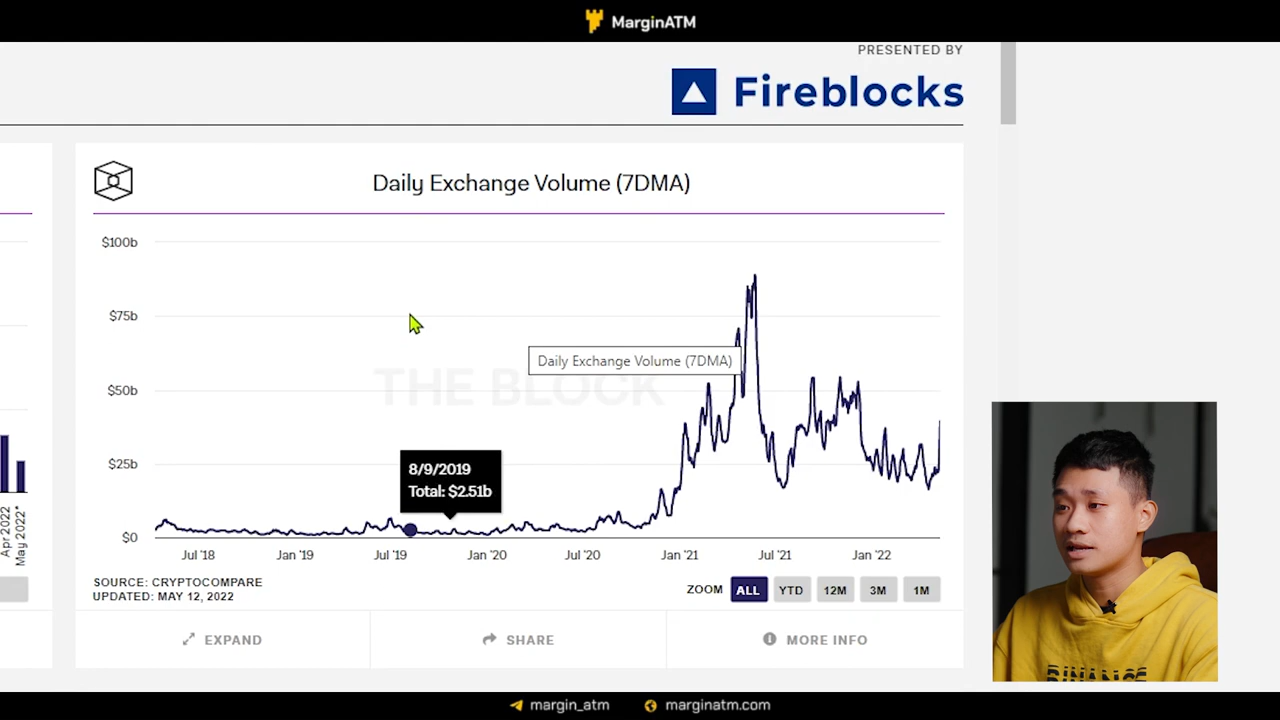 MarginATM
PRESENTED BY
Fireblocks
Daily Exchange Volume (7DMA)
$100b
$75b
$50b
$25b
$0
THE BLOCK
Daily Exchange Volume (7DMA)
8/9/2019
Total: $2.51b
Jul '18
Jan '19
Jul '19
Jan '20
Jul '20
Jan '21
Jul '21
Jan '22
Apr 2022
May 2022*
SOURCE: CRYPTOCOMPARE
UPDATED: MAY 12, 2022
ZOOM ALL YTD 12M 3M 1M
EXPAND
SHARE
MORE INFO
BINANCE
margin_atm
marginatm.com